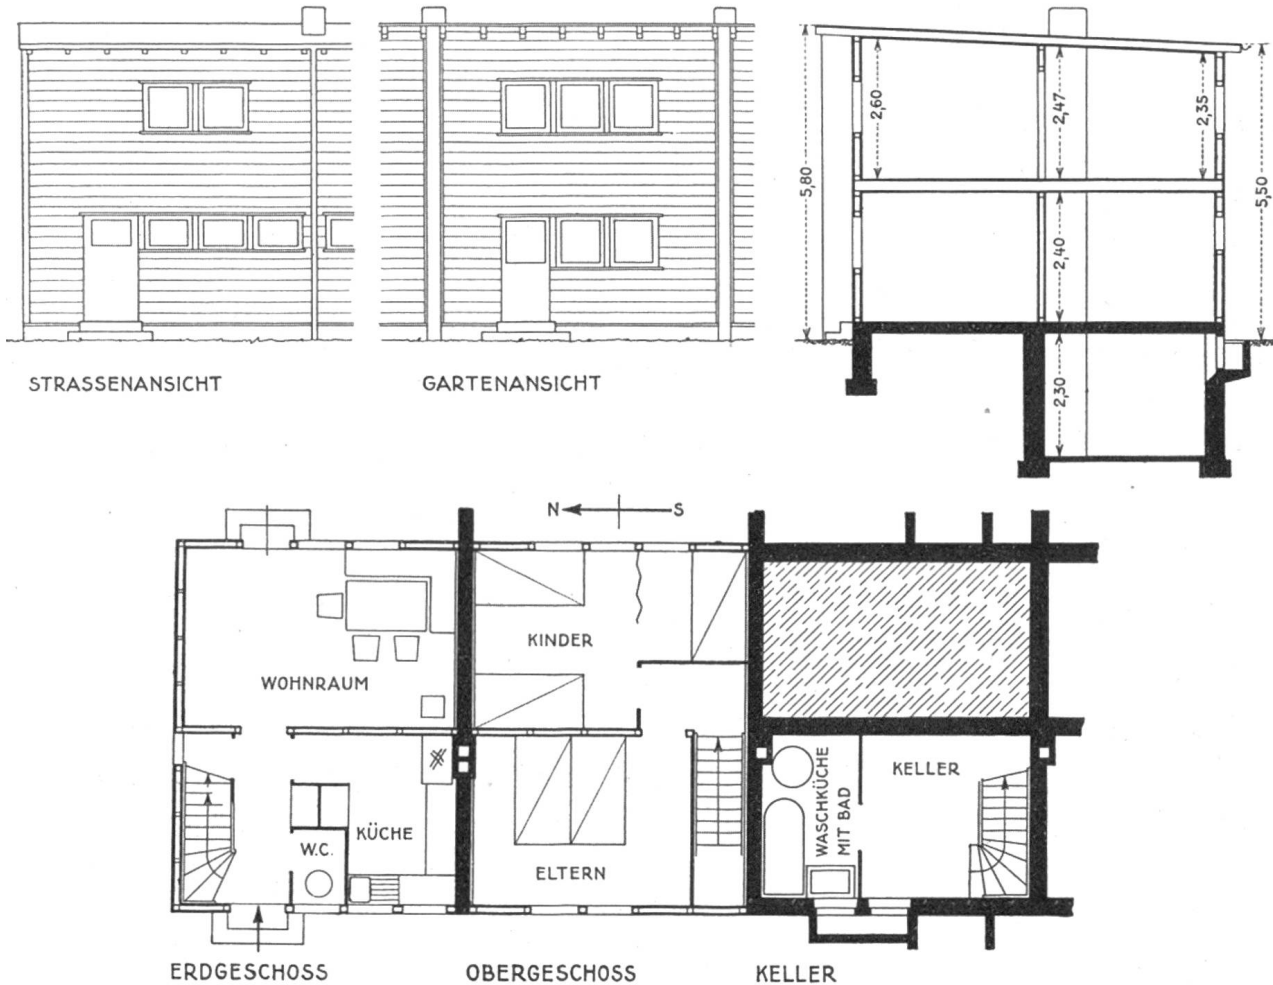 STRASSENANSICHT
GARTENANSICHT
5,80
2,60
2,47
2,35
5,50
2,40
2,30
N S
WOHNRAUM
KINDER
ELTERN
KÜCHE
W.C.
WASCHKÜCHE
MIT BAD
KELLER
ERDGESCHOSS
OBERGESCHOSS
KELLER